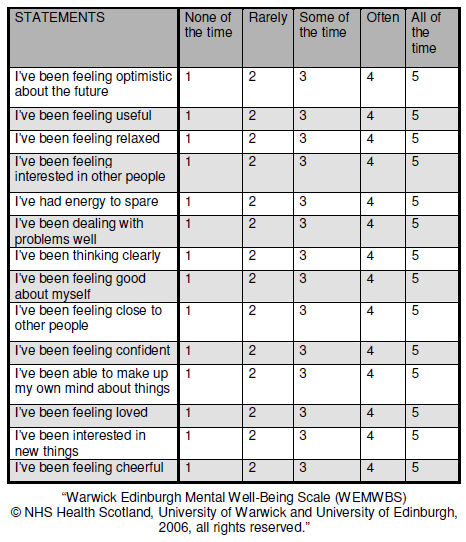 STATEMENTS None of the time Rarely Some of the time Often All of the time
I've been feeling optimistic about the future 1 2 3 4 5
I've been feeling useful 1 2 3 4 5
I've been feeling relaxed 1 2 3 4 5
I've been feeling interested in other people 1 2 3 4 5
I've had energy to spare 1 2 3 4 5
I've been dealing with problems well 1 2 3 4 5
I've been thinking clearly 1 2 3 4 5
I've been feeling good about myself 1 2 3 4 5
I've been feeling close to other people 1 2 3 4 5
I've been feeling confident 1 2 3 4 5
I've been able to make up my own mind about things 1 2 3 4 5
I've been feeling loved 1 2 3 4 5
I've been interested in new things 1 2 3 4 5
I've been feeling cheerful 1 2 3 4 5
“Warwick Edinburgh Mental Well-Being Scale (WEMWBS)
© NHS Health Scotland, University of Warwick and University of Edinburgh,
2006, all rights reserved.”